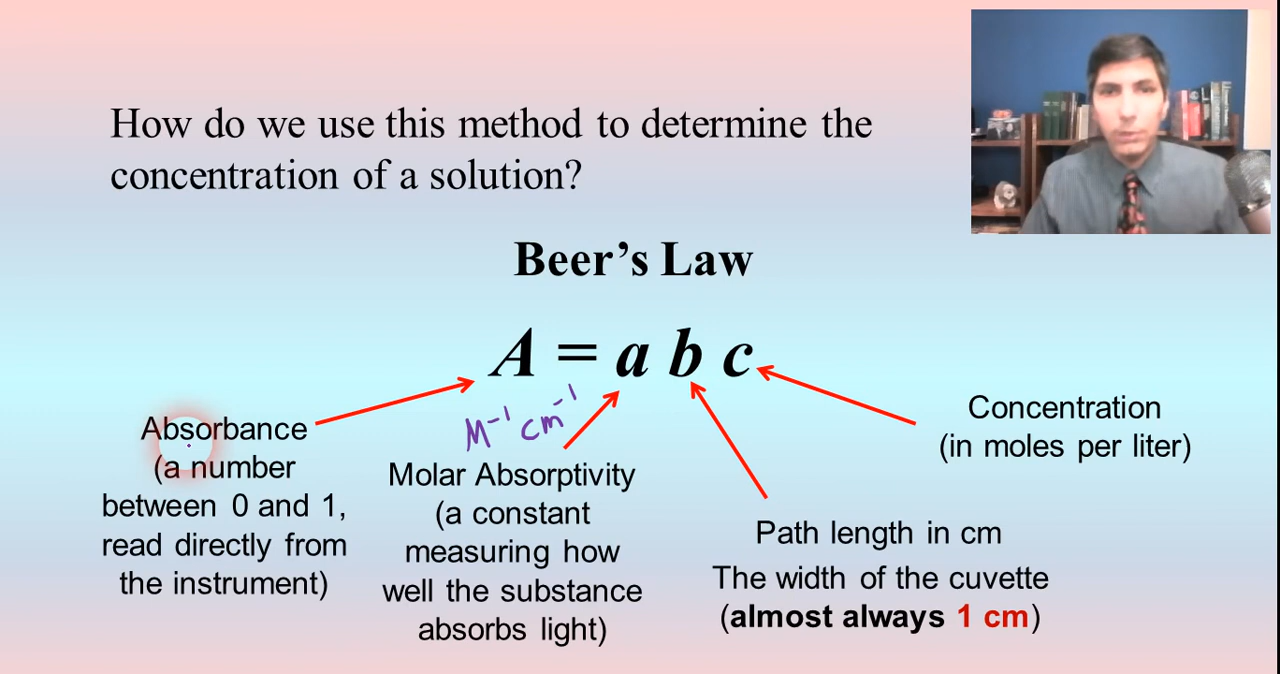 How do we use this method to determine the
concentration of a solution?
Beer's Law
A = a b c
M⁻¹ cm⁻¹
Absorbance
(a number
between 0 and 1,
read directly from
the instrument)
Molar Absorptivity
(a constant
measuring how
well the substance
absorbs light)
Path length in cm
The width of the cuvette
(almost always 1 cm)
Concentration
(in moles per liter)